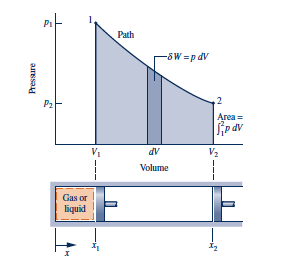 p₁
1
Path
δW = p dV
Pressure
p₂
2
Area =
∫₁² p dV
V₁
dV
V₂
Volume
Gas or
liquid
x
x₁
x₂